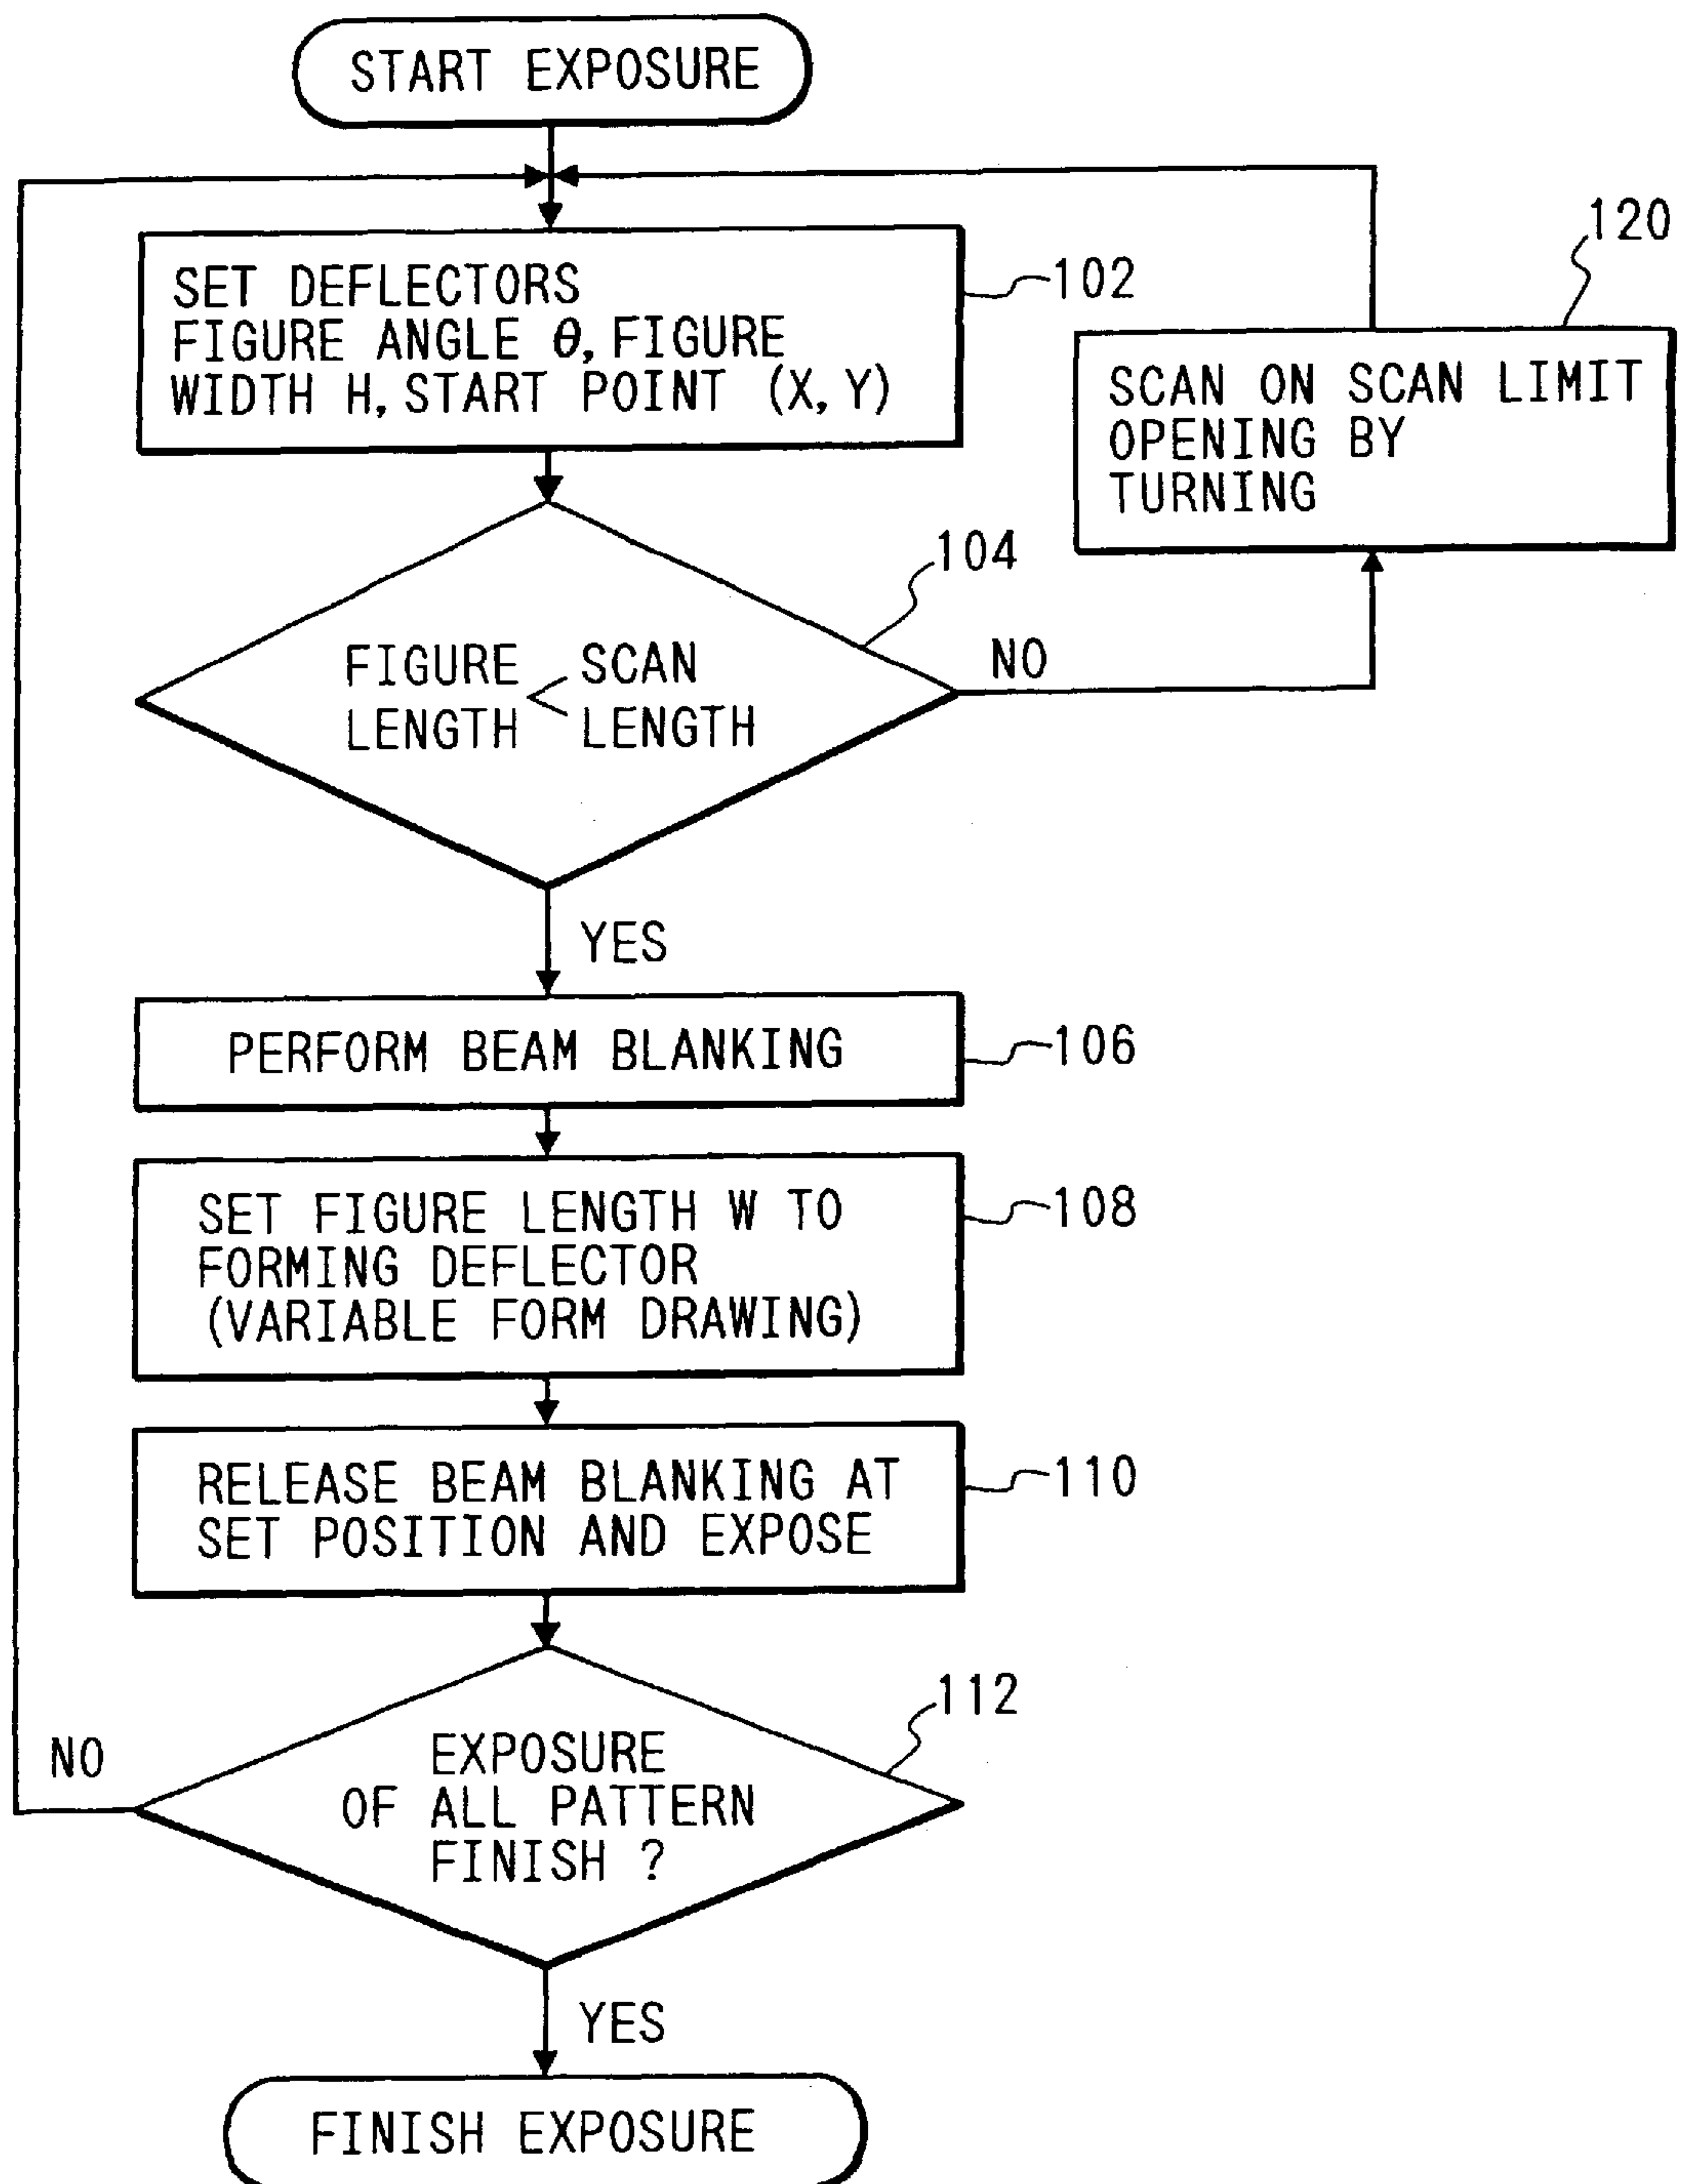 START EXPOSURE
SET DEFLECTORS
FIGURE ANGLE θ, FIGURE
WIDTH H, START POINT (X, Y)
102
120
SCAN ON SCAN LIMIT
OPENING BY
TURNING
104
FIGURE LENGTH < SCAN LENGTH
NO
YES
PERFORM BEAM BLANKING
106
SET FIGURE LENGTH W TO
FORMING DEFLECTOR
(VARIABLE FORM DRAWING)
108
RELEASE BEAM BLANKING AT
SET POSITION AND EXPOSE
110
112
EXPOSURE
OF ALL PATTERN
FINISH ?
NO
YES
FINISH EXPOSURE